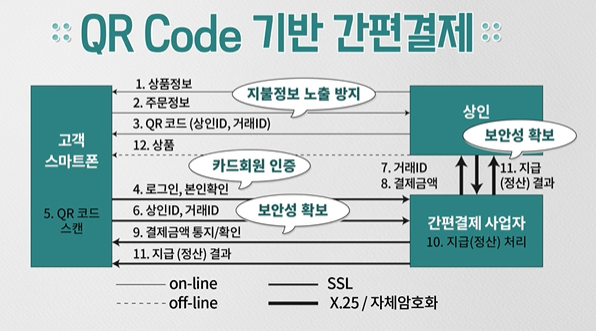 QR Code 기반 간편결제
1. 상품정보
지불정보 노출 방지
2. 주문정보
3. QR 코드 (상인ID, 거래ID)
12. 상품
고객
스마트폰
5. QR 코드
스캔
상인
보안성 확보
카드회원 인증
7. 거래ID
8. 결제금액
11. 지급
(정산) 결과
4. 로그인, 본인확인
6. 상인ID, 거래ID
보안성 확보
9. 결제금액 통지/확인
11. 지급 (정산) 결과
간편결제 사업자
10. 지급(정산) 처리
on-line
SSL
off-line
X.25 / 자체암호화